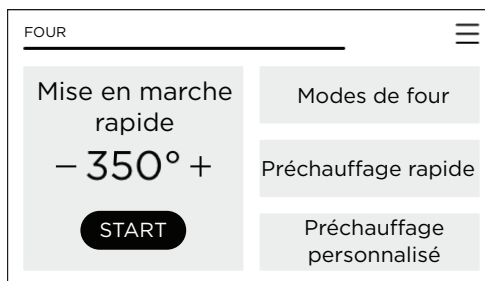 FOUR
Mise en marche
rapide
− 350° +
START
Modes de four
Préchauffage rapide
Préchauffage
personnalisé